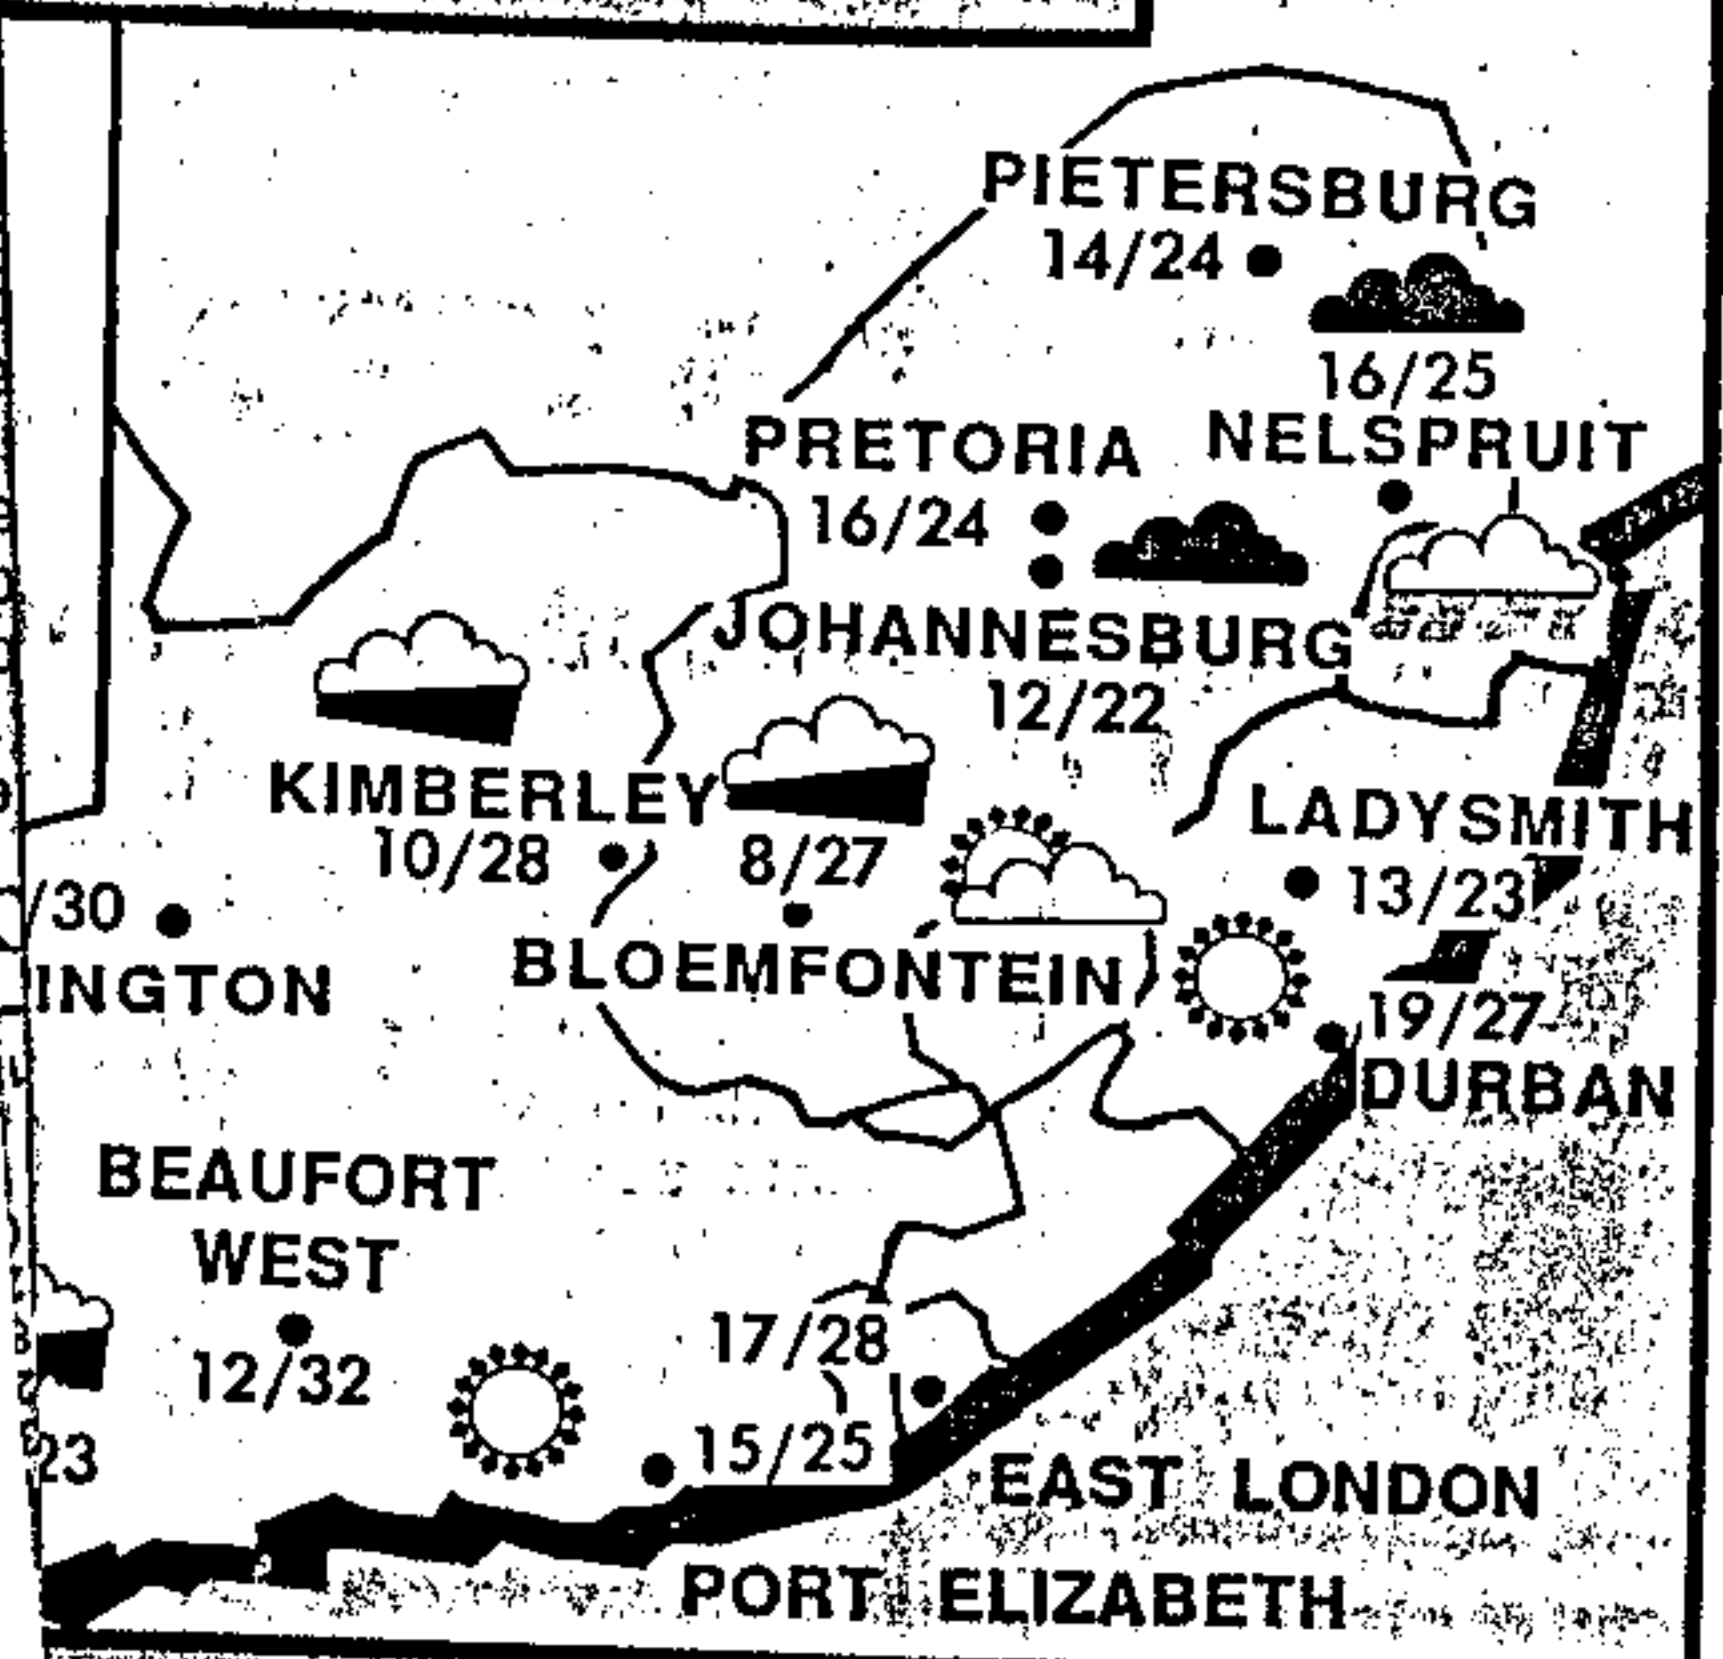 PIETERSBURG
14/24
16/25
PRETORIA
NELSPRUIT
16/24
JOHANNESBURG
12/22
KIMBERLEY
10/28
8/27
LADYSMITH
13/23
/30
INGTON
BLOEMFONTEIN
19/27
DURBAN
BEAUFORT
WEST
12/32
17/28
15/25
23
EAST LONDON
PORT ELIZABETH